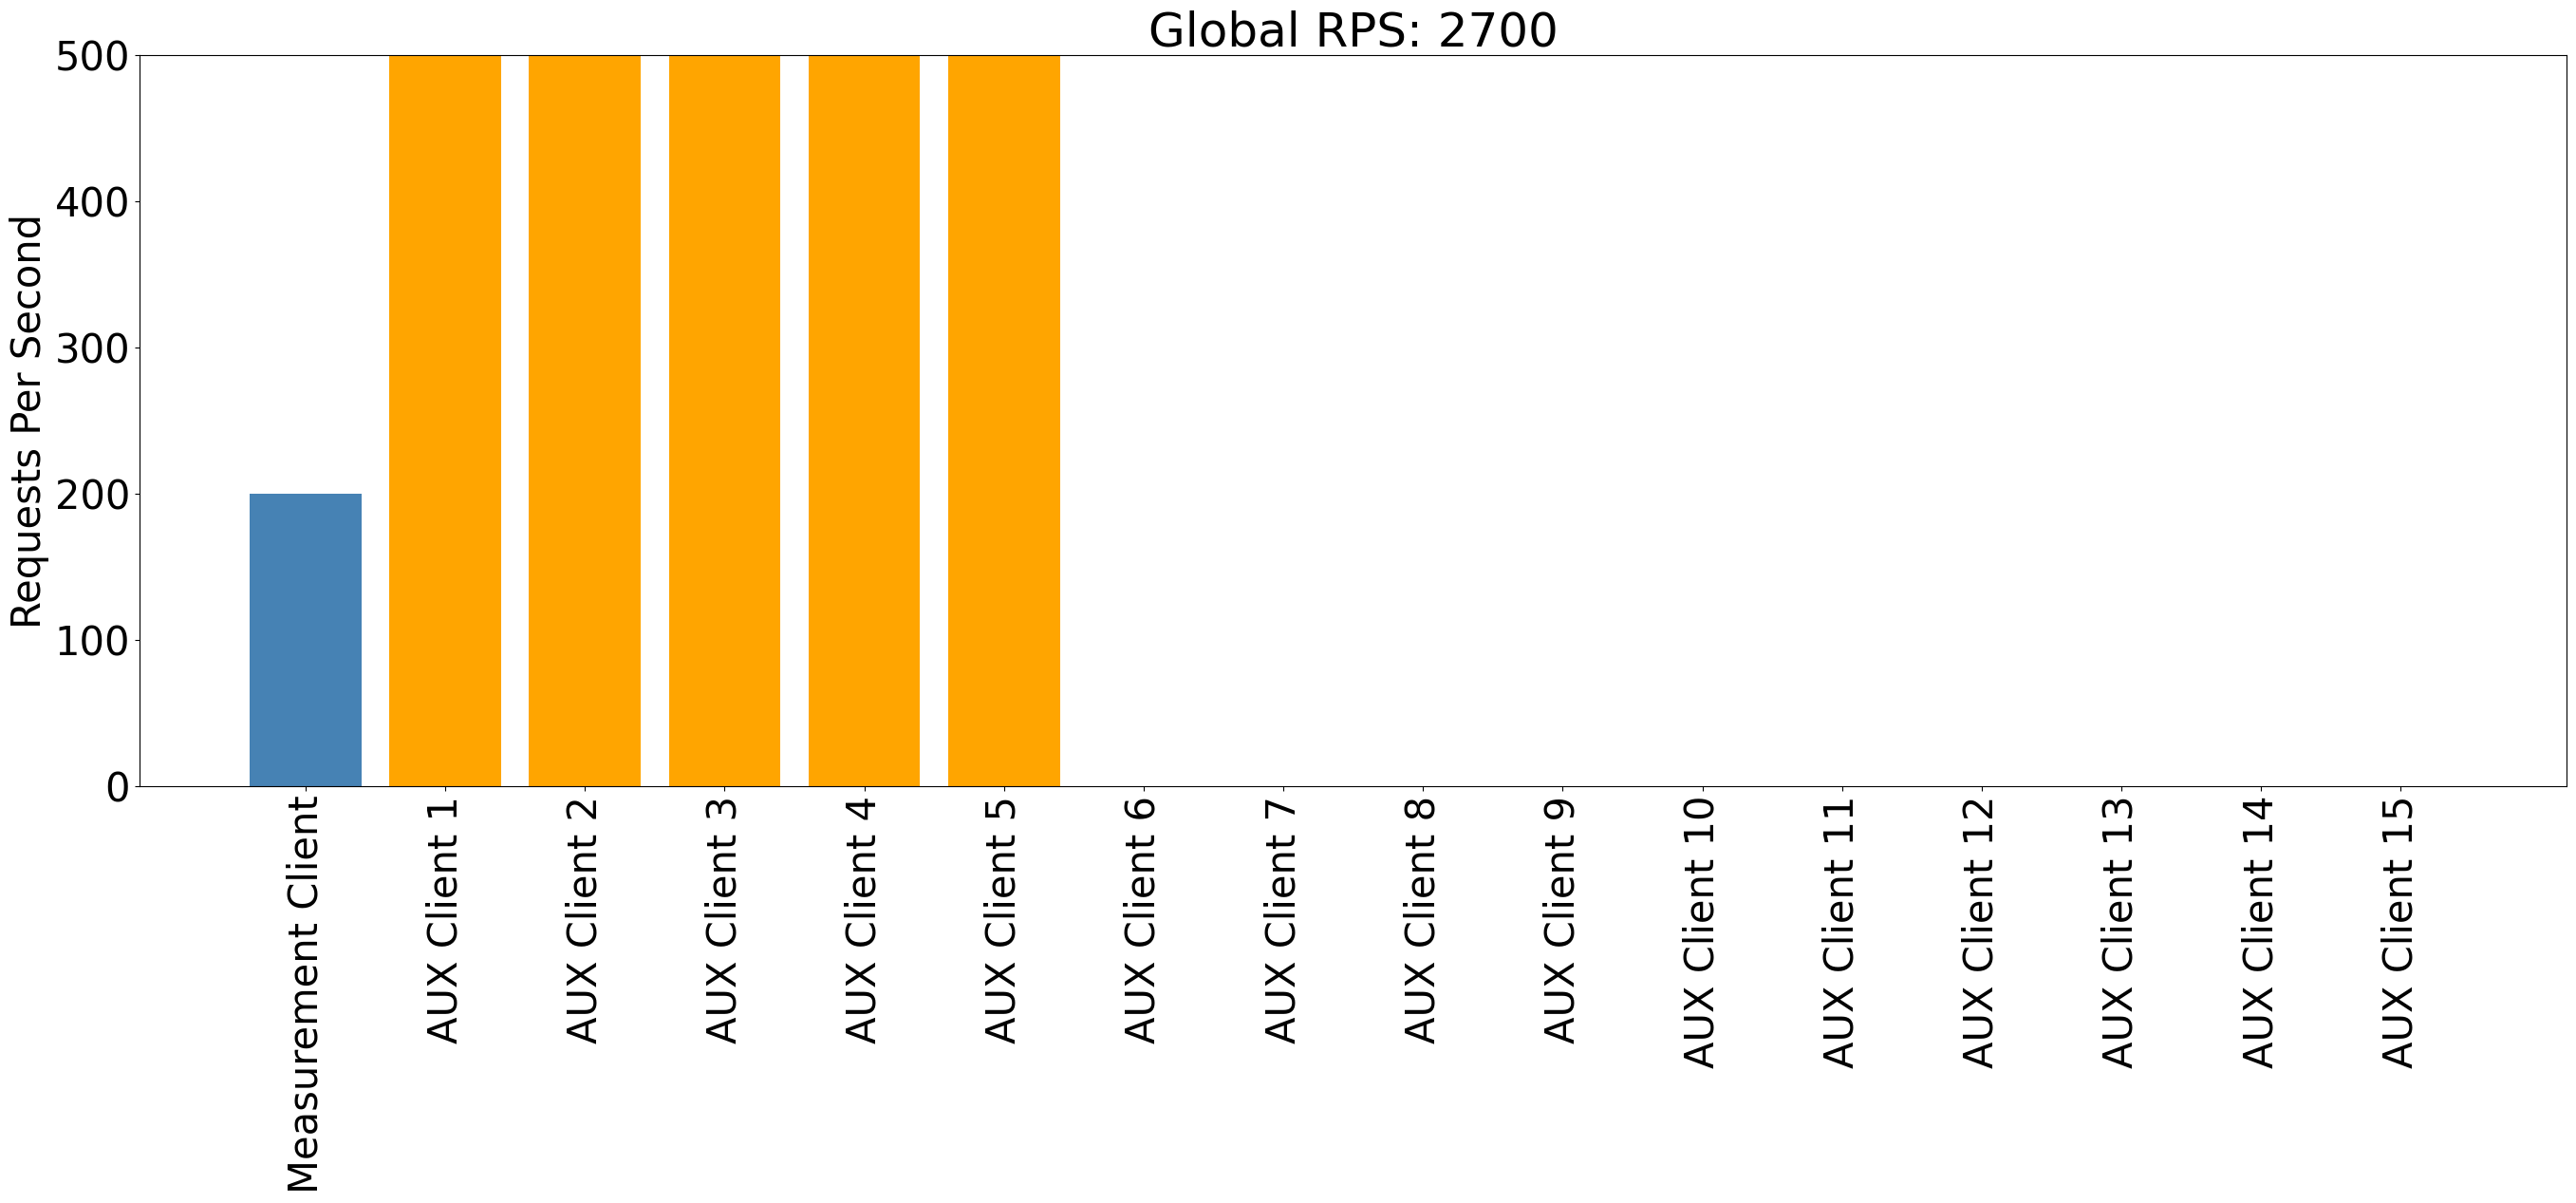 Global RPS: 2700
Requests Per Second
500
400
300
200
100
0
Measurement Client
AUX Client 1
AUX Client 2
AUX Client 3
AUX Client 4
AUX Client 5
AUX Client 6
AUX Client 7
AUX Client 8
AUX Client 9
AUX Client 10
AUX Client 11
AUX Client 12
AUX Client 13
AUX Client 14
AUX Client 15